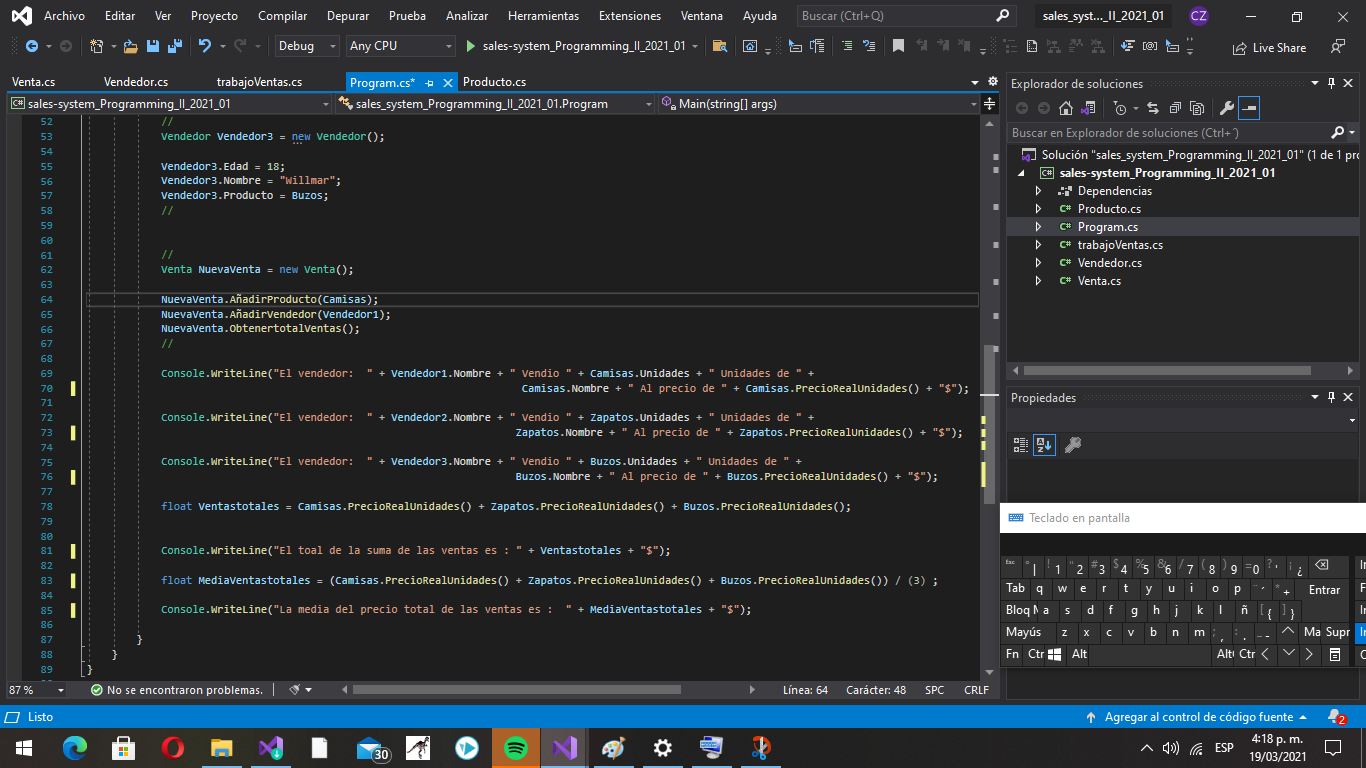 Archivo Editar Ver Proyecto Compilar Depurar Prueba Analizar Herramientas Extensiones Ventana Ayuda Buscar (Ctrl+Q) sales_syst..._II_2021_01 CZ
Debug Any CPU sales-system_Programming_II_2021_01 Live Share
Venta.cs Vendedor.cs trabajoVentas.cs Program.cs* Producto.cs
sales-system_Programming_II_2021_01 sales_system_Programming_II_2021_01.Program Main(string[] args)
52 //
53 Vendedor Vendedor3 = new Vendedor();
54
55 Vendedor3.Edad = 18;
56 Vendedor3.Nombre = "Willmar";
57 Vendedor3.Producto = Buzos;
58 //
59
60
61 //
62 Venta NuevaVenta = new Venta();
63
64 NuevaVenta.AñadirProducto(Camisas);
65 NuevaVenta.AñadirVendedor(Vendedor1);
66 NuevaVenta.ObtenertotalVentas();
67 //
68
69 Console.WriteLine("El vendedor:  " + Vendedor1.Nombre + " Vendio " + Camisas.Unidades + " Unidades de " +
70 Camisas.Nombre + " Al precio de " + Camisas.PrecioRealUnidades() + "$");
71
72 Console.WriteLine("El vendedor:  " + Vendedor2.Nombre + " Vendio " + Zapatos.Unidades + " Unidades de " +
73 Zapatos.Nombre + " Al precio de " + Zapatos.PrecioRealUnidades() + "$");
74
75 Console.WriteLine("El vendedor:  " + Vendedor3.Nombre + " Vendio " + Buzos.Unidades + " Unidades de " +
76 Buzos.Nombre + " Al precio de " + Buzos.PrecioRealUnidades() + "$");
77
78 float Ventastotales = Camisas.PrecioRealUnidades() + Zapatos.PrecioRealUnidades() + Buzos.PrecioRealUnidades();
79
80
81 Console.WriteLine("El toal de la suma de las ventas es : " + Ventastotales + "$");
82
83 float MediaVentastotales = (Camisas.PrecioRealUnidades() + Zapatos.PrecioRealUnidades() + Buzos.PrecioRealUnidades()) / (3) ;
84
85 Console.WriteLine("La media del precio total de las ventas es :  " + MediaVentastotales + "$");
86
87 }
88 }
89 }
87 % No se encontraron problemas. Línea: 64 Carácter: 48 SPC CRLF
Explorador de soluciones
Buscar en Explorador de soluciones (Ctrl+´)
Solución "sales_system_Programming_II_2021_01" (1 de 1 pro
sales-system_Programming_II_2021_01
Dependencias
C# Producto.cs
C# Program.cs
C# trabajoVentas.cs
C# Vendedor.cs
C# Venta.cs
Propiedades
Teclado en pantalla
esc ° | ! 1 " 2 # 3 $ 4 % 5 & 6 / 7 ( 8 ) 9 = 0 ? ' ¡ ¿
Tab q w e r t y u i o p ¨ ´ * + Entrar
Bloq M a s d f g h j k l ñ [ { ] }
Mayús z x c v b n m ; , : . _ - Ma Supr
Fn Ctr Alt Alt Ctr
Listo Agregar al control de código fuente 2
30 ESP 4:18 p. m.
19/03/2021